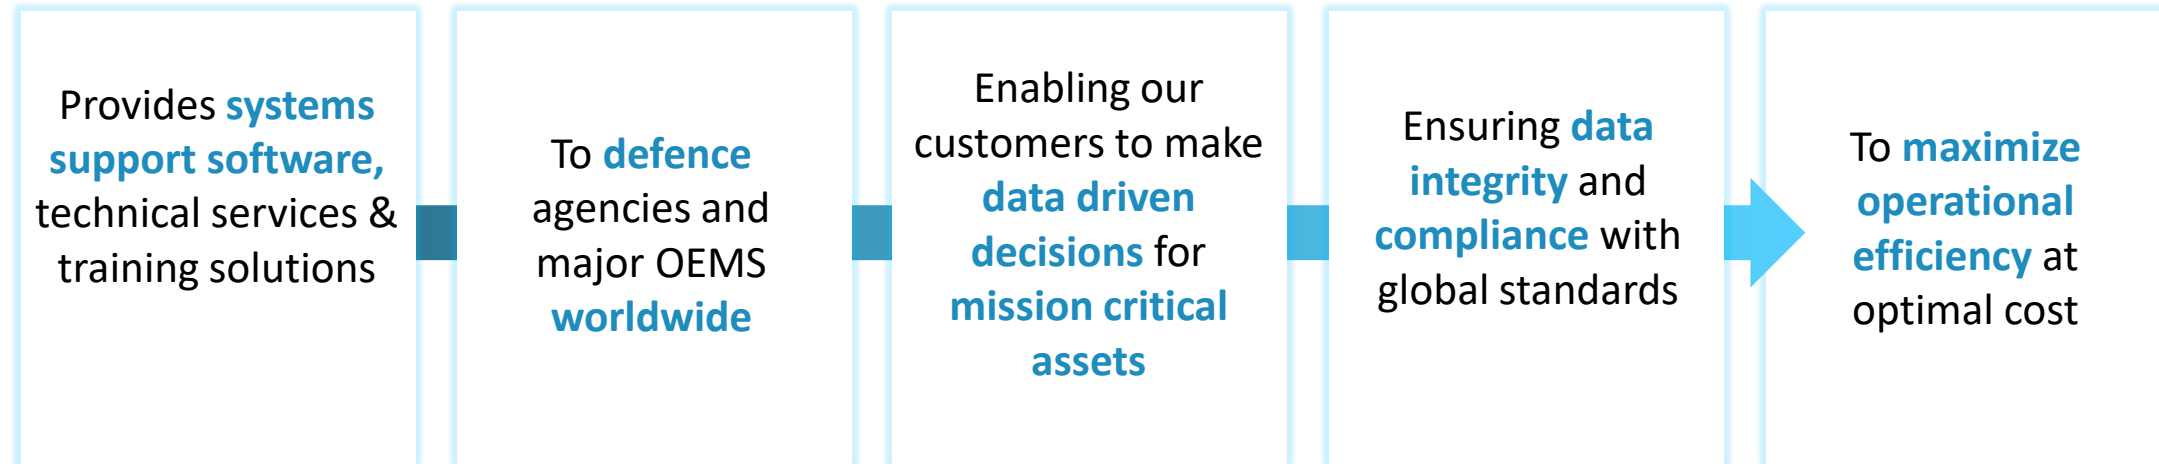 Provides systems
support software,
technical services &
training solutions
To defence
agencies and
major OEMS
worldwide
Enabling our
customers to make
data driven
decisions for
mission critical
assets
Ensuring data
integrity and
compliance with
global standards
To maximize
operational
efficiency at
optimal cost